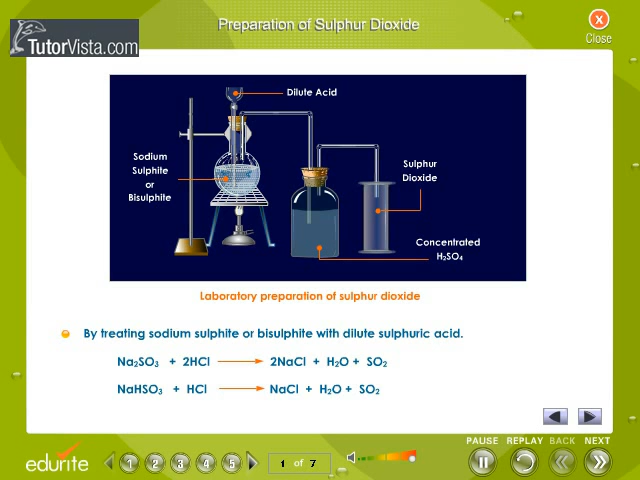 Preparation of Sulphur Dioxide
X
Close
TutorVista.com
Dilute Acid
Sodium
Sulphite
or
Bisulphite
Sulphur
Dioxide
Concentrated
H₂SO₄
Laboratory preparation of sulphur dioxide
By treating sodium sulphite or bisulphite with dilute sulphuric acid.
Na₂SO₃ + 2HCl → 2NaCl + H₂O + SO₂
NaHSO₃ + HCl → NaCl + H₂O + SO₂
PAUSE REPLAY BACK NEXT
edurite
1 2 3 4 5
1 of 7